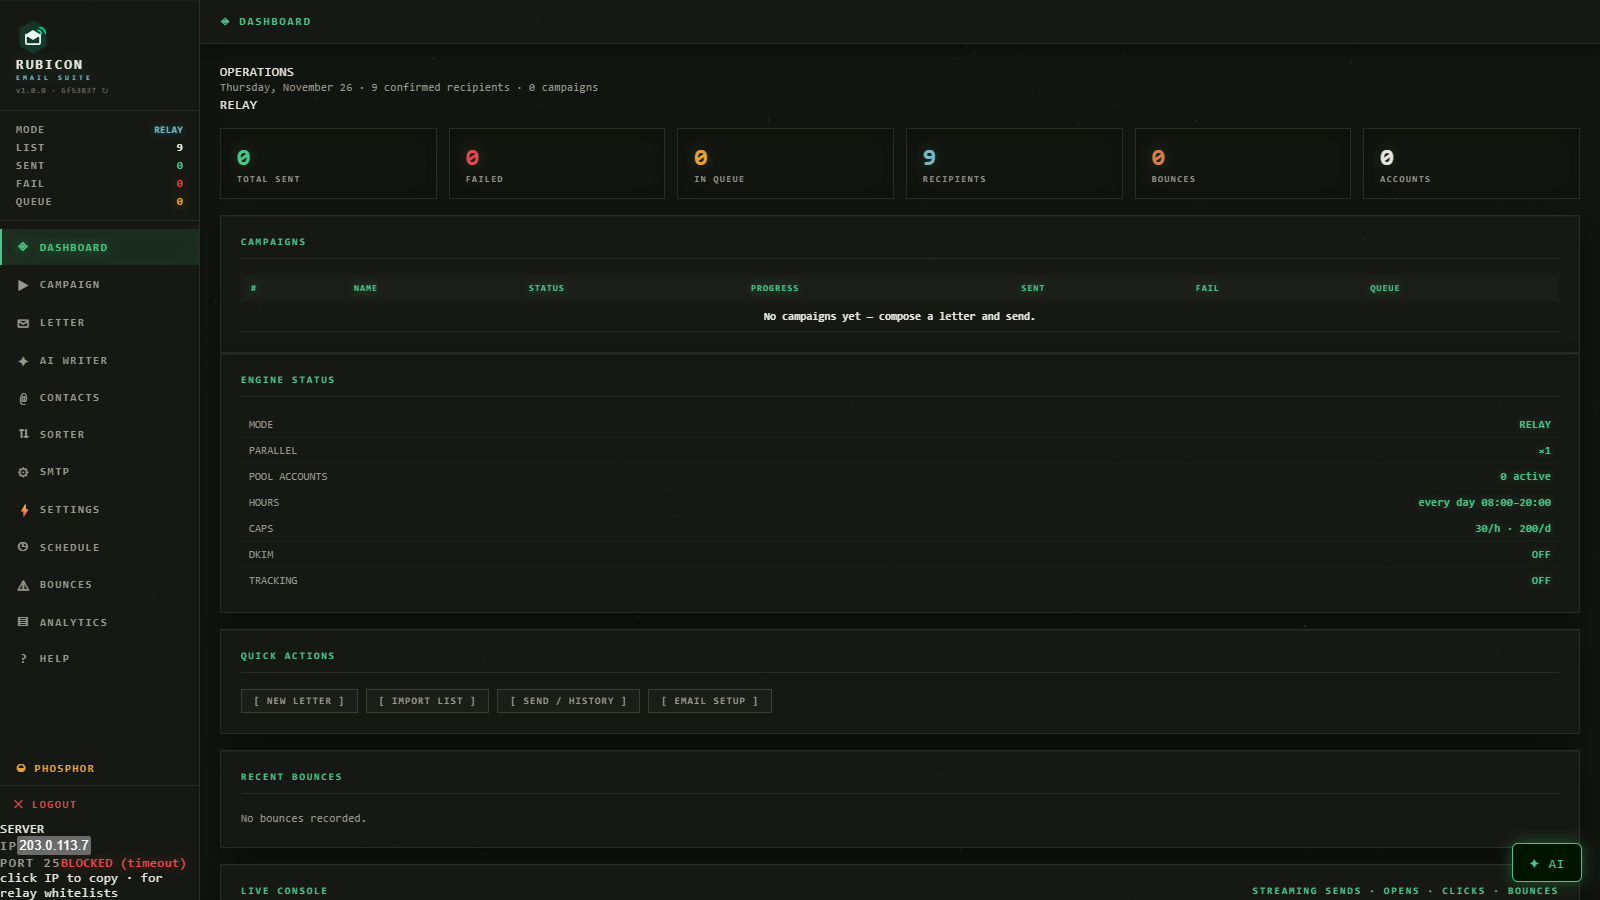 RUBICON
EMAIL SUITE
v1.0.0 · 6f53837 ↻
MODE RELAY
LIST 9
SENT 0
FAIL 0
QUEUE 0
DASHBOARD
CAMPAIGN
LETTER
AI WRITER
@ CONTACTS
SORTER
SMTP
SETTINGS
SCHEDULE
BOUNCES
ANALYTICS
? HELP
PHOSPHOR
LOGOUT
SERVER
IP 203.0.113.7
PORT 25 BLOCKED (timeout)
click IP to copy · for
relay whitelists
DASHBOARD
OPERATIONS
Thursday, November 26 · 9 confirmed recipients · 0 campaigns
RELAY
0
TOTAL SENT
0
FAILED
0
IN QUEUE
9
RECIPIENTS
0
BOUNCES
0
ACCOUNTS
CAMPAIGNS
# NAME STATUS PROGRESS SENT FAIL QUEUE
No campaigns yet — compose a letter and send.
ENGINE STATUS
MODE RELAY
PARALLEL ×1
POOL ACCOUNTS 0 active
HOURS every day 08:00–20:00
CAPS 30/h · 200/d
DKIM OFF
TRACKING OFF
QUICK ACTIONS
[ NEW LETTER ] [ IMPORT LIST ] [ SEND / HISTORY ] [ EMAIL SETUP ]
RECENT BOUNCES
No bounces recorded.
LIVE CONSOLE STREAMING SENDS · OPENS · CLICKS · BOUNCES
✦ AI